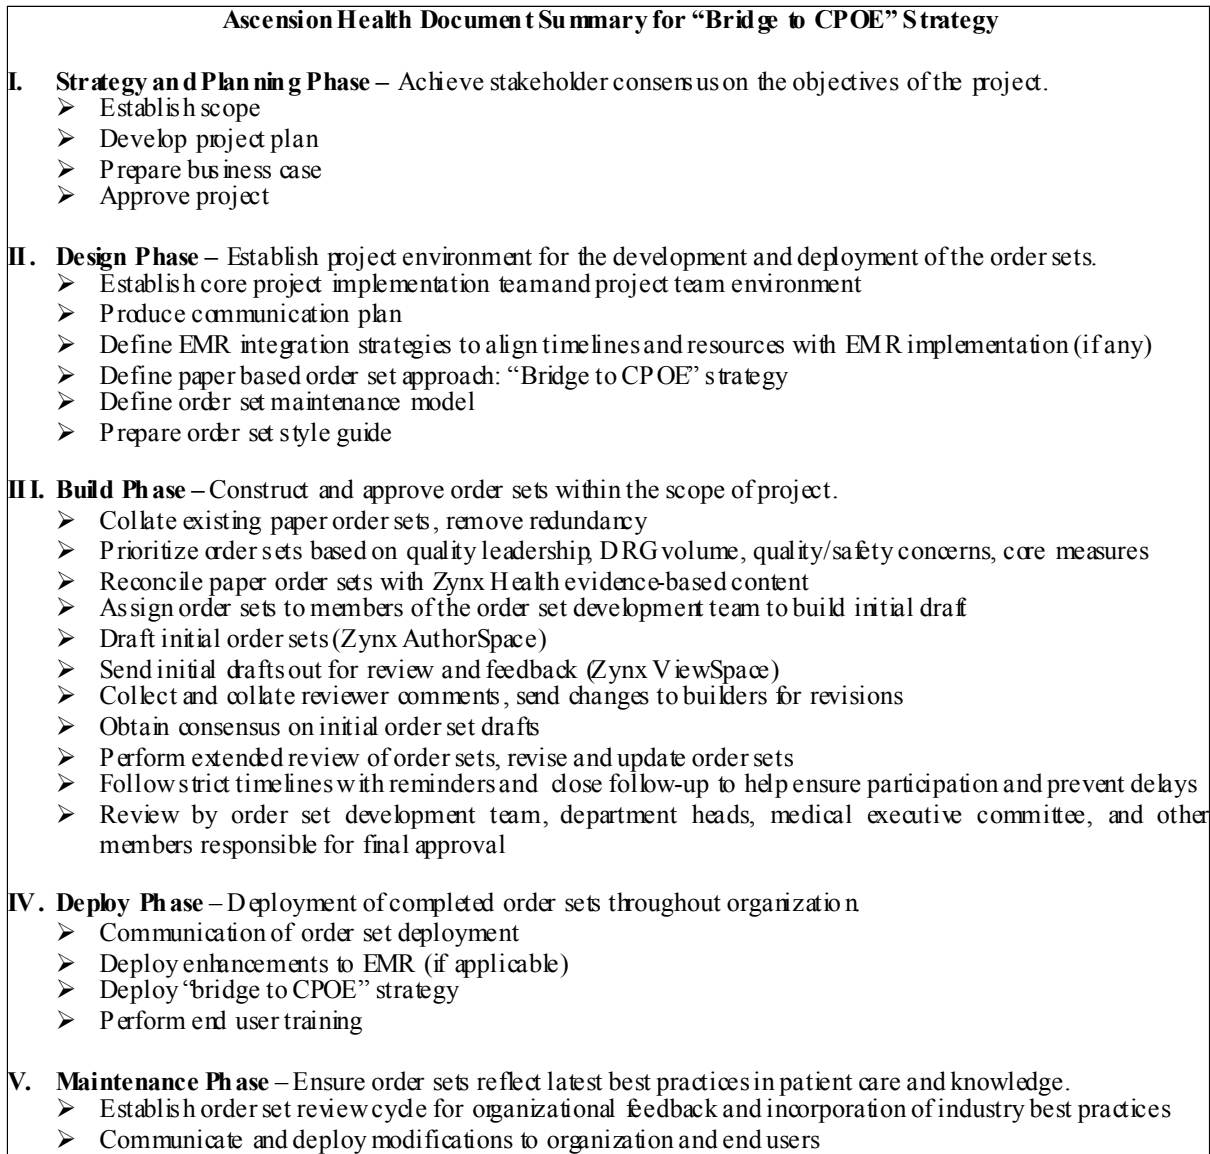 Ascension Health Document Summary for “Bridge to CPOE” Strategy
I. Strategy and Planning Phase – Achieve stakeholder consensus on the objectives of the project.
➢ Establish scope
➢ Develop project plan
➢ Prepare business case
➢ Approve project
II. Design Phase – Establish project environment for the development and deployment of the order sets.
➢ Establish core project implementation team and project team environment
➢ Produce communication plan
➢ Define EMR integration strategies to align timelines and resources with EMR implementation (if any)
➢ Define paper based order set approach: “Bridge to CPOE” strategy
➢ Define order set maintenance model
➢ Prepare order set style guide
III. Build Phase – Construct and approve order sets within the scope of project.
➢ Collate existing paper order sets, remove redundancy
➢ Prioritize order sets based on quality leadership, DRG volume, quality/safety concerns, core measures
➢ Reconcile paper order sets with Zynx Health evidence-based content
➢ Assign order sets to members of the order set development team to build initial draft
➢ Draft initial order sets (Zynx AuthorSpace)
➢ Send initial drafts out for review and feedback (Zynx ViewSpace)
➢ Collect and collate reviewer comments, send changes to builders for revisions
➢ Obtain consensus on initial order set drafts
➢ Perform extended review of order sets, revise and update order sets
➢ Follow strict timelines with reminders and close follow-up to help ensure participation and prevent delays
➢ Review by order set development team, department heads, medical executive committee, and other
members responsible for final approval
IV. Deploy Phase – Deployment of completed order sets throughout organization.
➢ Communication of order set deployment
➢ Deploy enhancements to EMR (if applicable)
➢ Deploy “bridge to CPOE” strategy
➢ Perform end user training
V. Maintenance Phase – Ensure order sets reflect latest best practices in patient care and knowledge.
➢ Establish order set review cycle for organizational feedback and incorporation of industry best practices
➢ Communicate and deploy modifications to organization and end users